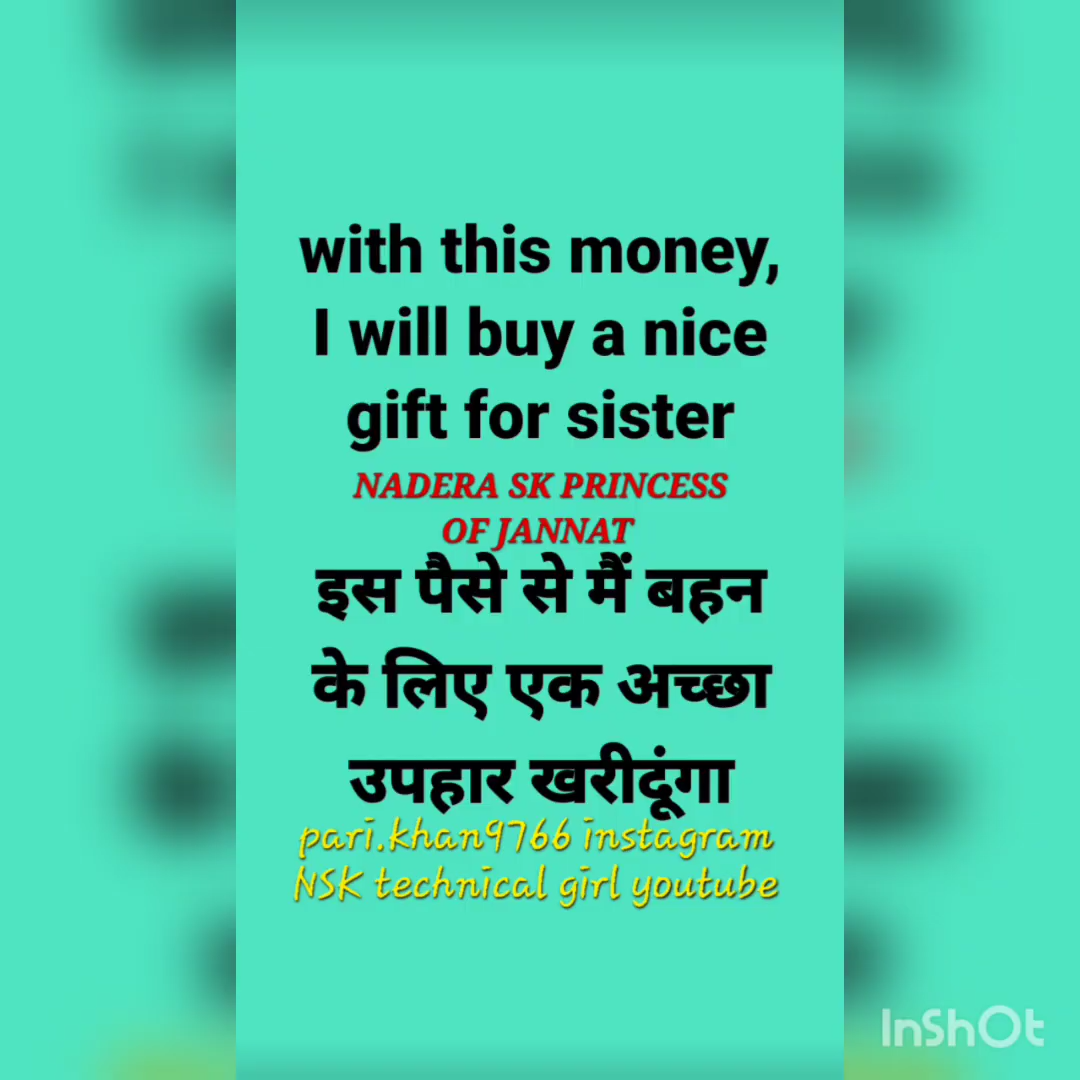 with this money,
I will buy a nice
gift for sister
NADERA SK PRINCESS
OF JANNAT
इस पैसे से मैं बहन
के लिए एक अच्छा
उपहार खरीदूंगा
pari.khan9766 instagram
NSK technical girl youtube
InShOt